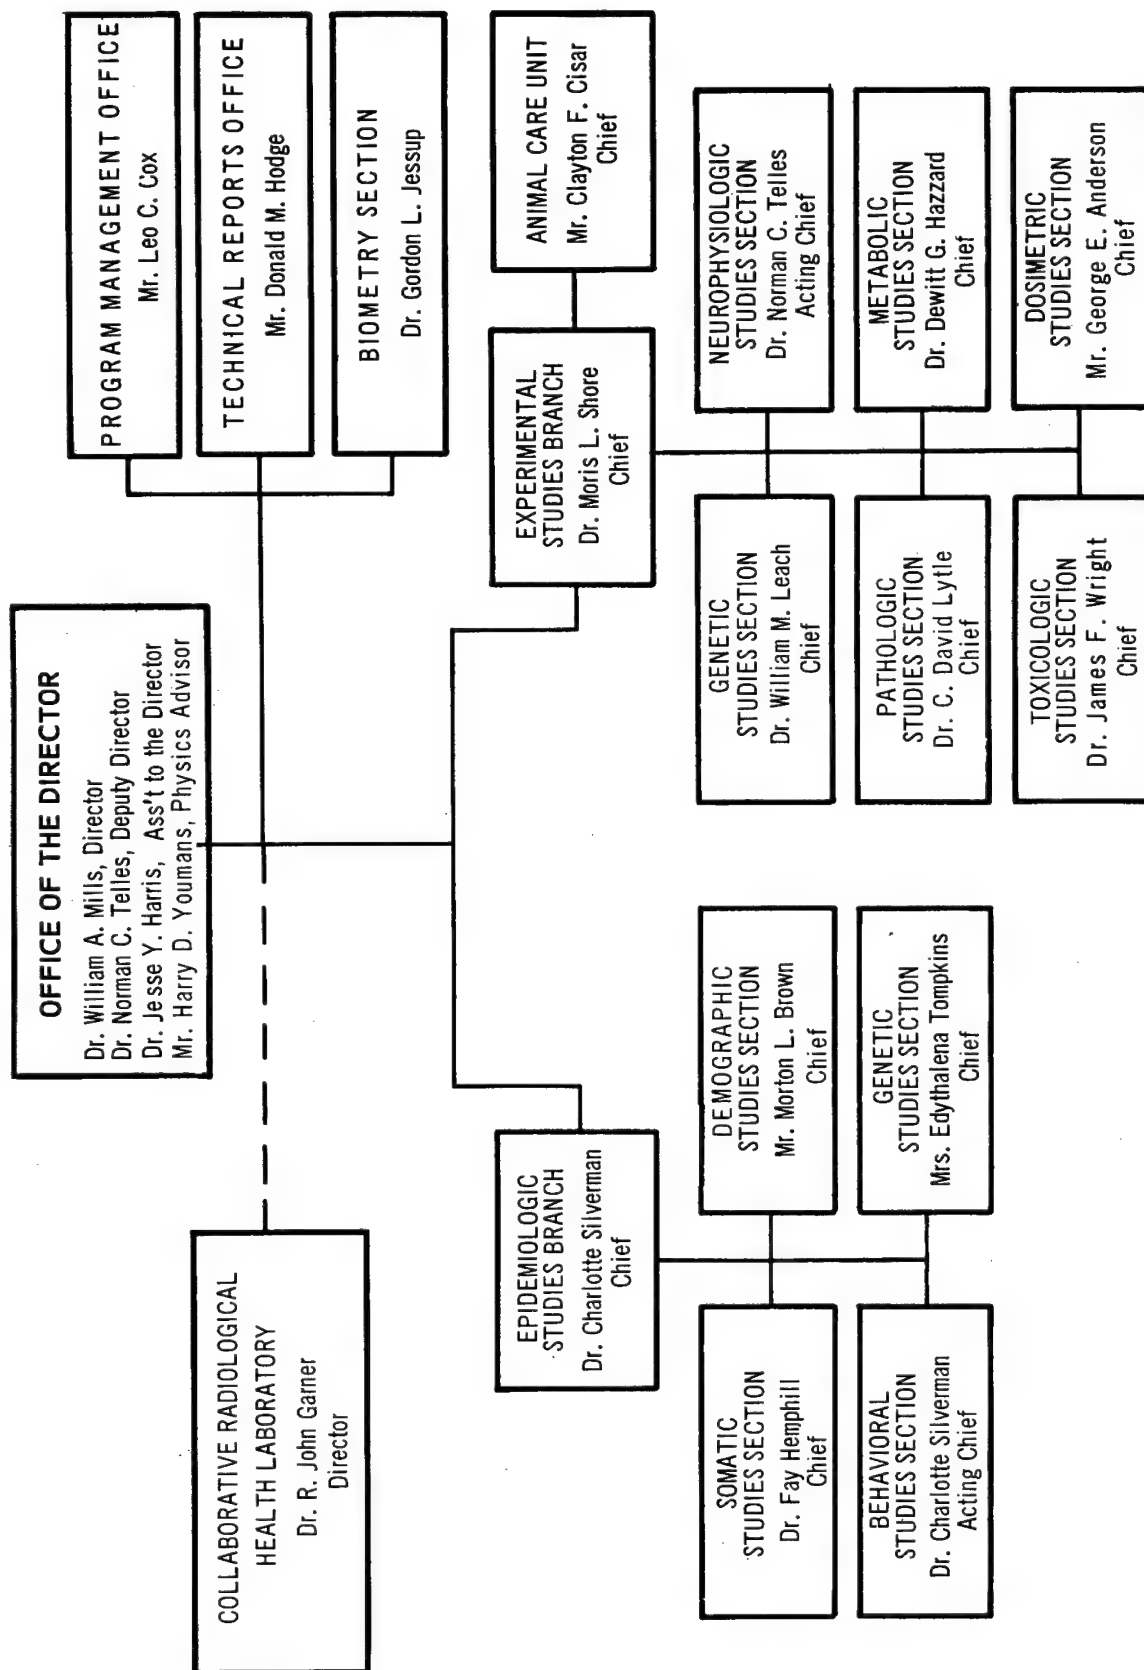 OFFICE OF THE DIRECTOR
Dr. William A. Mills, Director
Dr. Norman C. Telles, Deputy Director
Dr. Jesse Y. Harris, Ass't to the Director
Mr. Harry D. Youmans, Physics Advisor
COLLABORATIVE RADIOLOGICAL
HEALTH LABORATORY
Dr. R. John Garner
Director
PROGRAM MANAGEMENT OFFICE
Mr. Leo C. Cox
TECHNICAL REPORTS OFFICE
Mr. Donald M. Hodge
BIOMETRY SECTION
Dr. Gordon L. Jessup
EPIDEMIOLOGIC
STUDIES BRANCH
Dr. Charlotte Silverman
Chief
EXPERIMENTAL
STUDIES BRANCH
Dr. Moris L. Shore
Chief
ANIMAL CARE UNIT
Mr. Clayton F. Cisar
Chief
SOMATIC
STUDIES SECTION
Dr. Fay Hemphill
Chief
DEMOGRAPHIC
STUDIES SECTION
Mr. Morton L. Brown
Chief
BEHAVIORAL
STUDIES SECTION
Dr. Charlotte Silverman
Acting Chief
GENETIC
STUDIES SECTION
Mrs. Edythalena Tompkins
Chief
GENETIC
STUDIES SECTION
Dr. William M. Leach
Chief
NEUROPHYSIOLOGIC
STUDIES SECTION
Dr. Norman C. Telles
Acting Chief
PATHOLOGIC
STUDIES SECTION
Dr. C. David Lytle
Chief
METABOLIC
STUDIES SECTION
Dr. Dewitt G. Hazzard
Chief
TOXICOLOGIC
STUDIES SECTION
Dr. James F. Wright
Chief
DOSIMETRIC
STUDIES SECTION
Mr. George E. Anderson
Chief